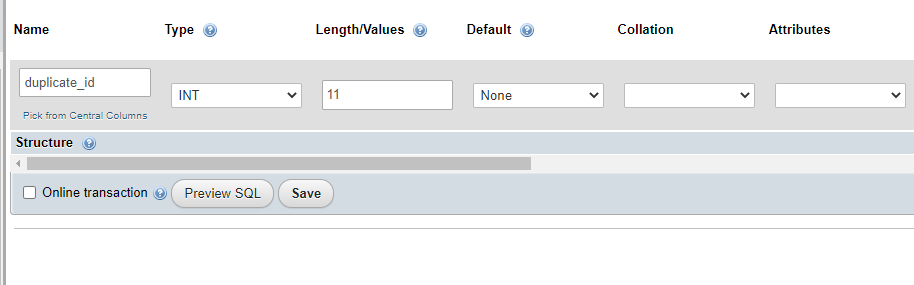 Name Type Length/Values Default Collation Attributes
duplicate_id INT 11 None
Pick from Central Columns
Structure
Online transaction Preview SQL Save